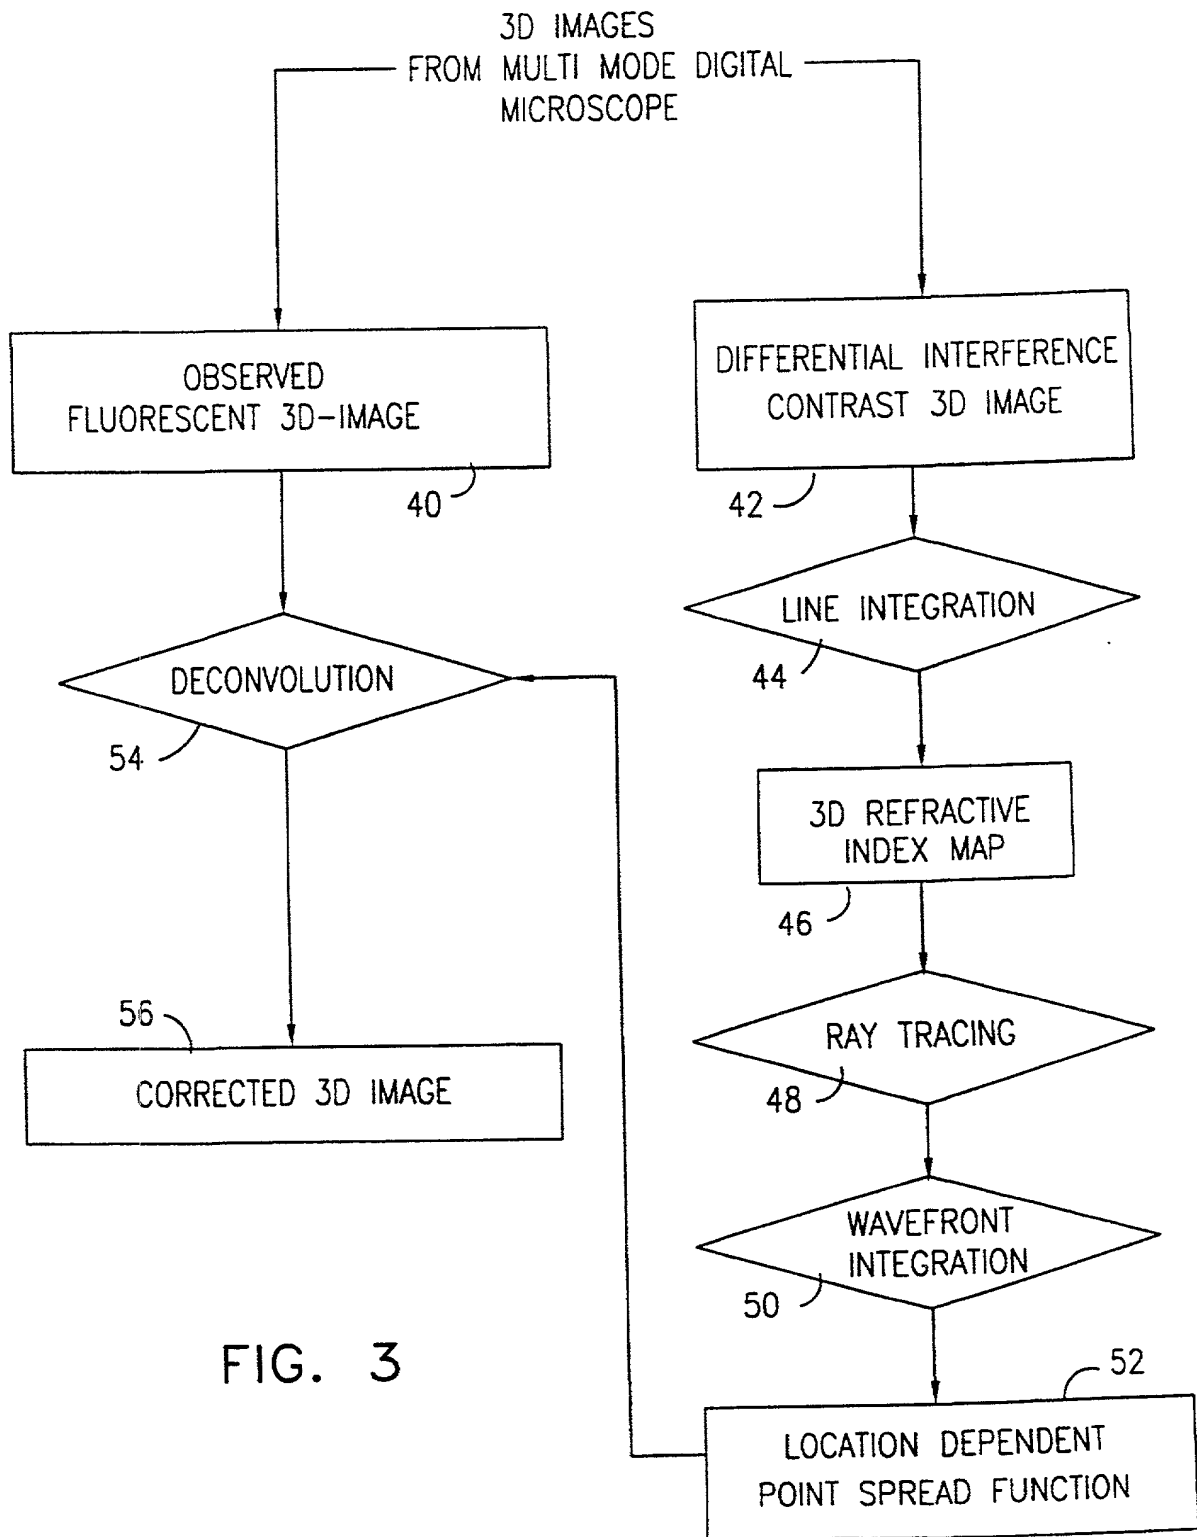 3D IMAGES
FROM MULTI MODE DIGITAL
MICROSCOPE
OBSERVED
FLUORESCENT 3D-IMAGE
40
DIFFERENTIAL INTERFERENCE
CONTRAST 3D IMAGE
42
LINE INTEGRATION
44
DECONVOLUTION
54
3D REFRACTIVE
INDEX MAP
46
RAY TRACING
48
56
CORRECTED 3D IMAGE
WAVEFRONT
INTEGRATION
50
52
LOCATION DEPENDENT
POINT SPREAD FUNCTION
FIG. 3